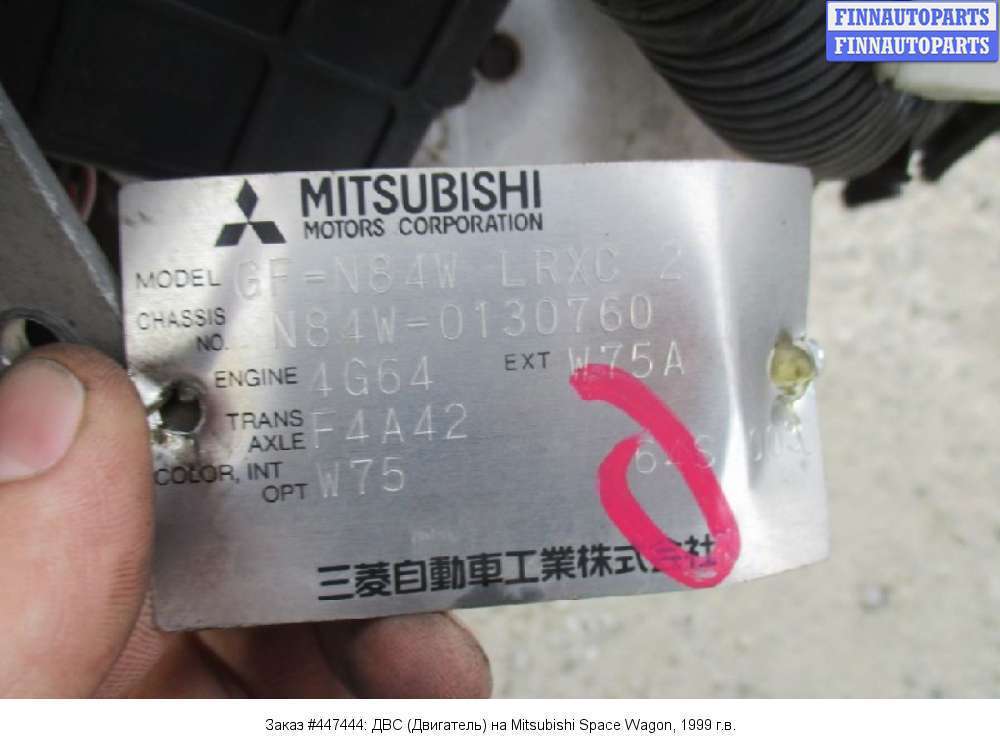 FINNAUTOPARTS
FINNAUTOPARTS
MITSUBISHI
MOTORS CORPORATION
MODEL GF-N84W LRXC 2
CHASSIS NO. N84W-0130760
ENGINE 4G64 EXT W75A
TRANS AXLE F4A42
COLOR, INT OPT W75
三菱自動車工業株式会社
Заказ #447444: ДВС (Двигатель) на Mitsubishi Space Wagon, 1999 г.в.